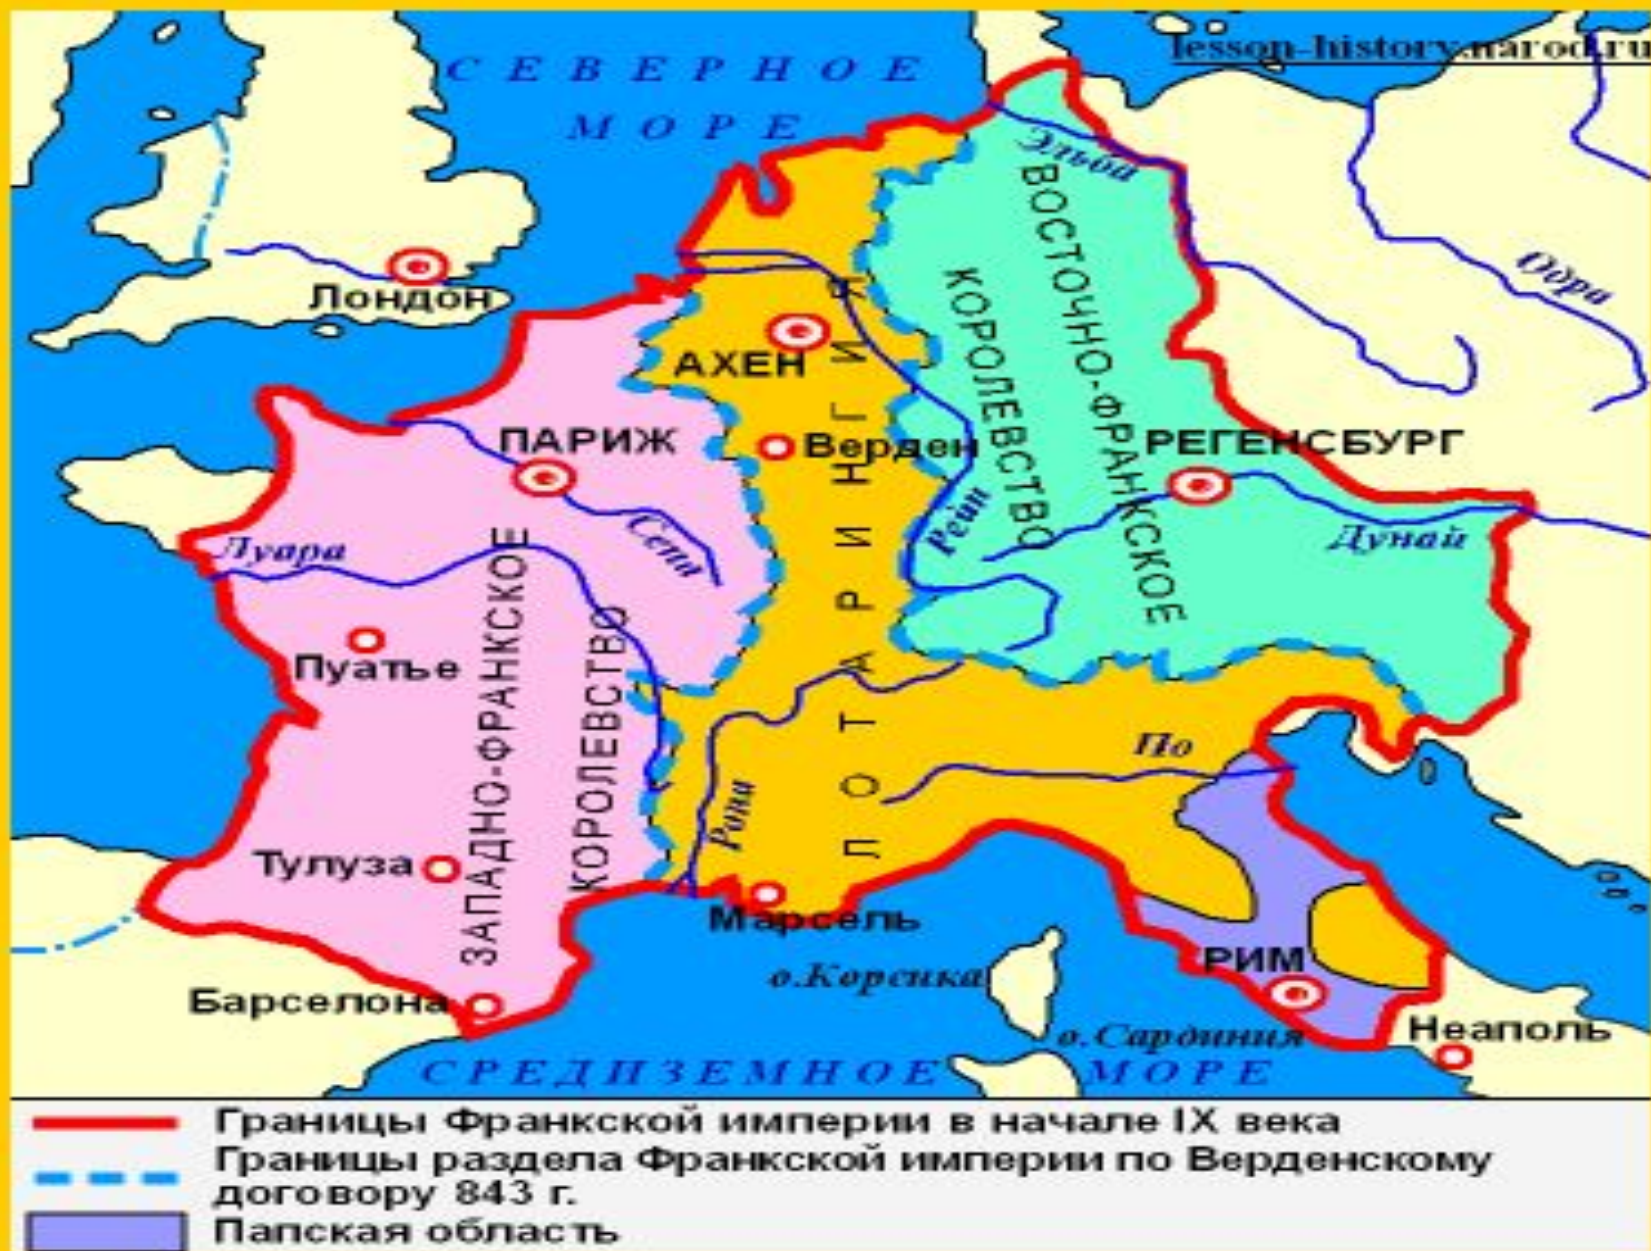 lesson-history.narod.ru
СЕВЕРНОЕ
МОРЕ
Эльба
Одра
Лондон
АХЕН
ПАРИЖ
Верден
РЕГЕНСБУРГ
Рейн
Дунай
Луара
Сена
ВОСТОЧНО-ФРАНКСКОЕ
КОРОЛЕВСТВО
ЛОТАРИНГИЯ
Пуатье
ЗАПАДНО-ФРАНКСКОЕ
КОРОЛЕВСТВО
По
Рона
Тулуза
Марсель
РИМ
о.Корсика
Барселона
о.Сардиния
Неаполь
СРЕДИЗЕМНОЕ МОРЕ
Границы Франкской империи в начале IX века
Границы раздела Франкской империи по Верденскому
договору 843 г.
Папская область